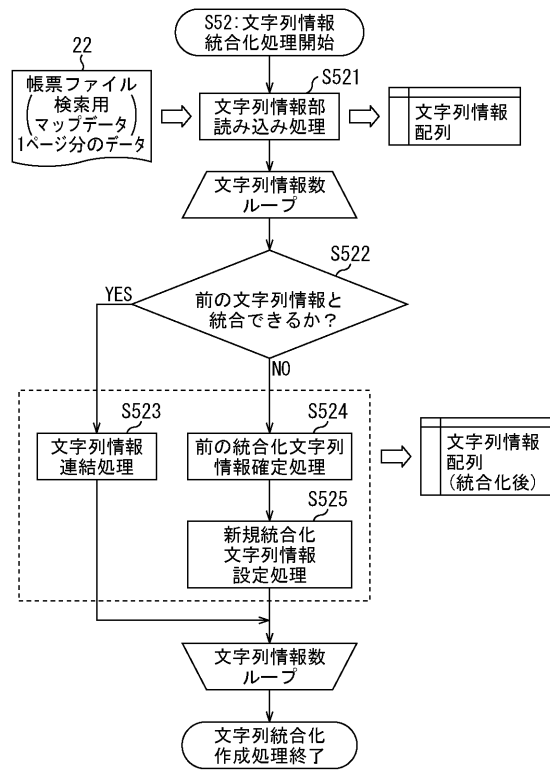 S52:文字列情報
統合化処理開始
22
帳票ファイル
検索用
マップデータ
1ページ分のデータ
S521
文字列情報部
読み込み処理
文字列情報
配列
文字列情報数
ループ
S522
前の文字列情報と
統合できるか？
YES
NO
S523
文字列情報
連結処理
S524
前の統合化文字列
情報確定処理
S525
新規統合化
文字列情報
設定処理
文字列情報
配列
(統合化後)
文字列情報数
ループ
文字列統合化
作成処理終了